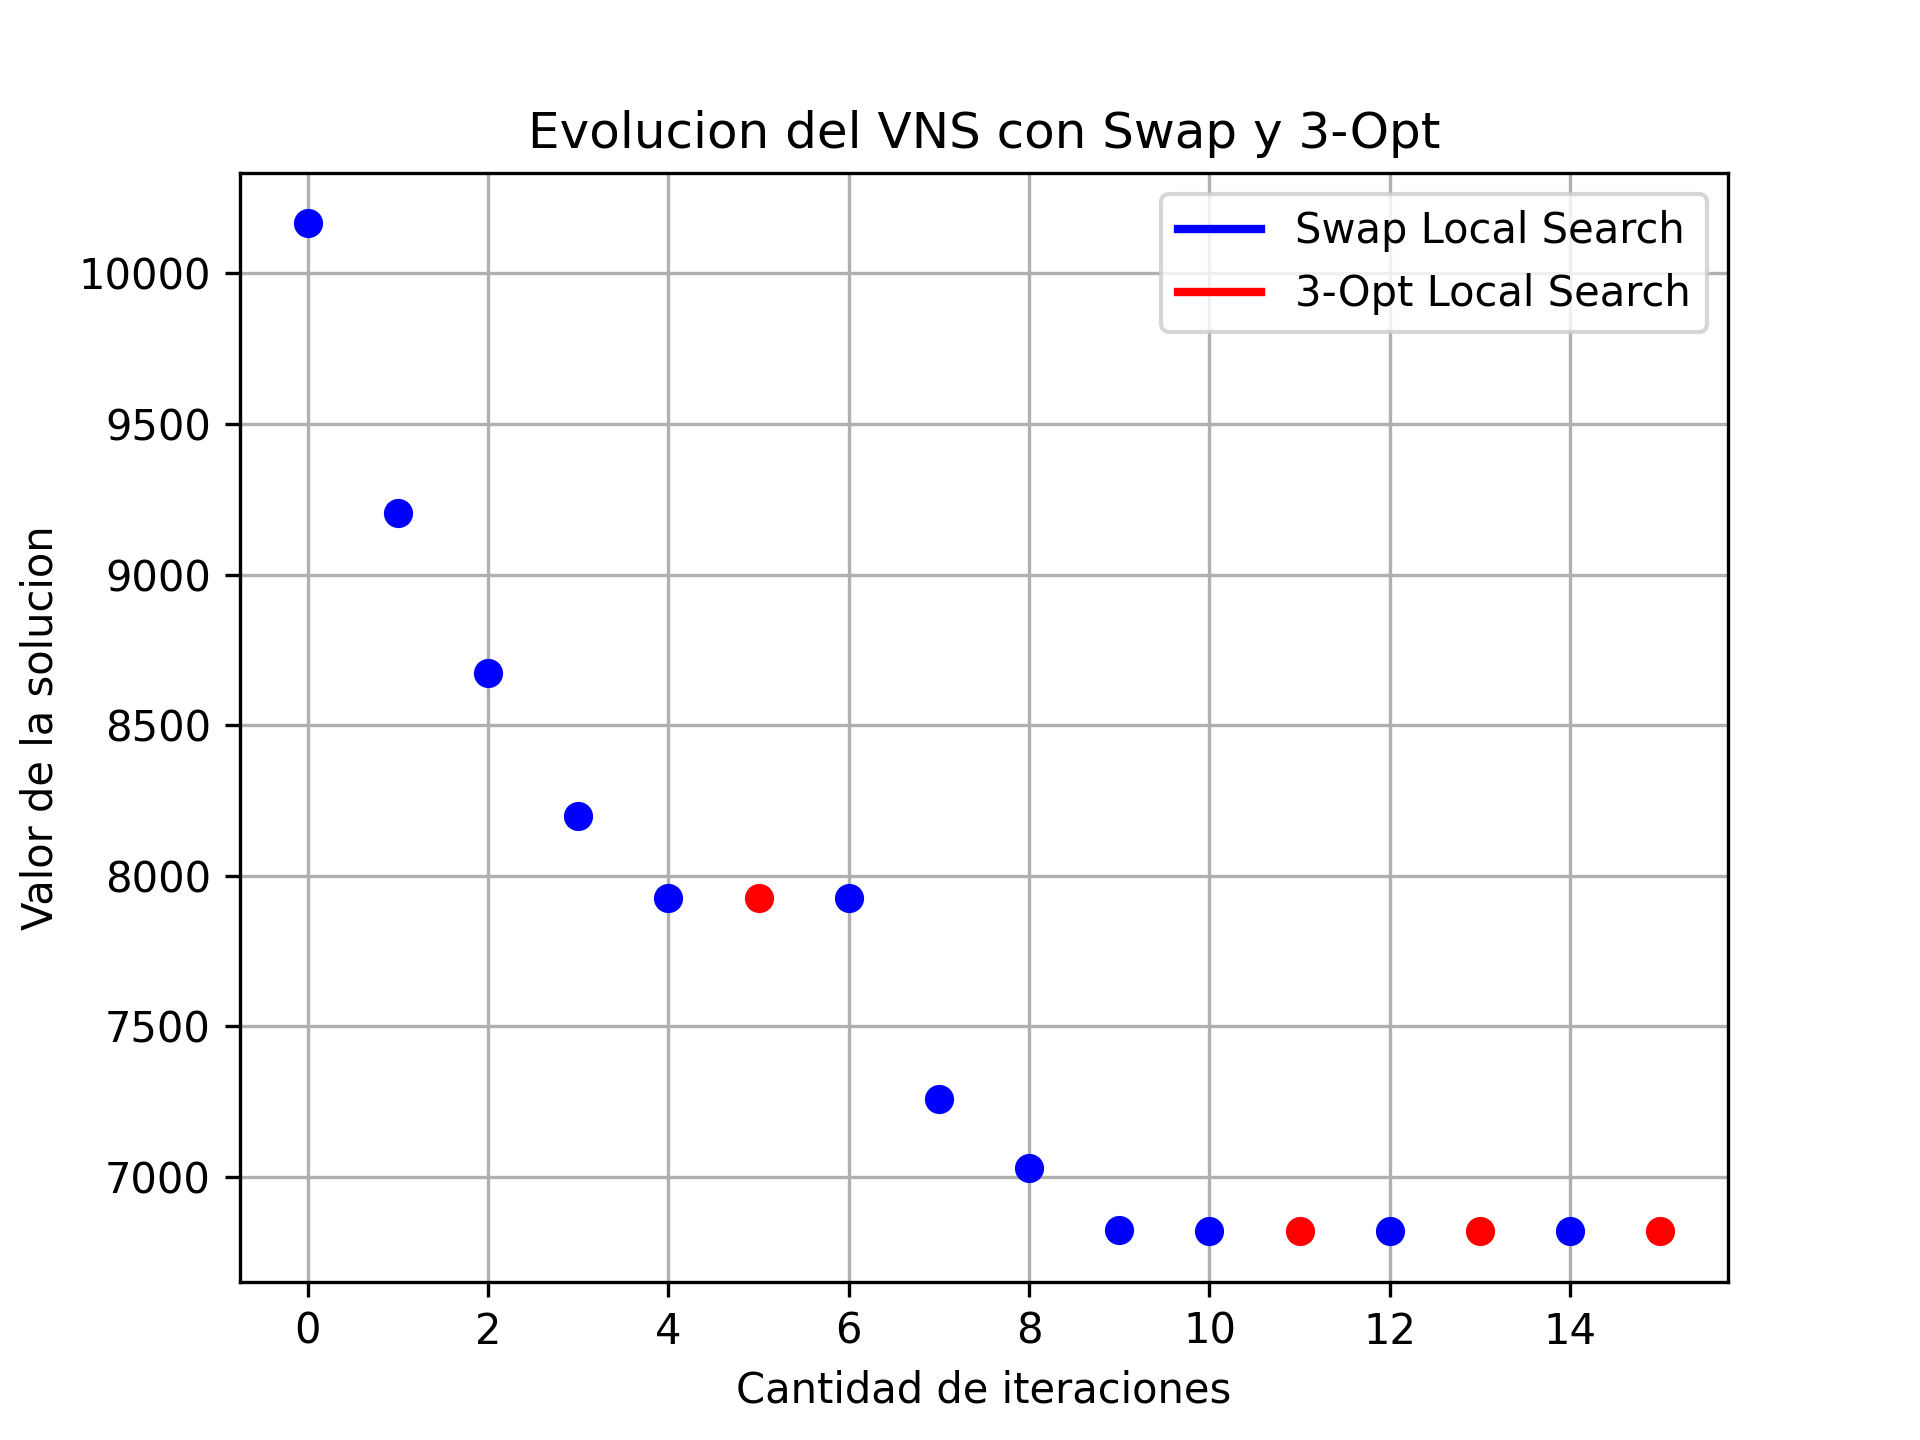 Evolucion del VNS con Swap y 3-Opt
Swap Local Search
3-Opt Local Search
Valor de la solucion
10000
9500
9000
8500
8000
7500
7000
0 2 4 6 8 10 12 14
Cantidad de iteraciones